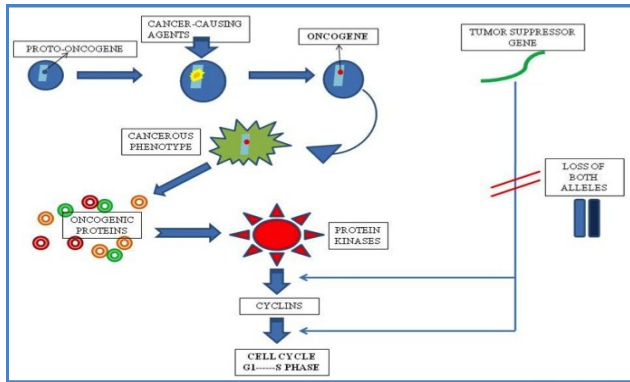 PROTO-ONCOGENE
CANCER-CAUSING
AGENTS
ONCOGENE
TUMOR SUPPRESSOR
GENE
CANCEROUS
PHENOTYPE
LOSS OF
BOTH
ALLELES
ONCOGENIC
PROTEINS
PROTEIN
KINASES
CYCLINS
CELL CYCLE
G1------S PHASE